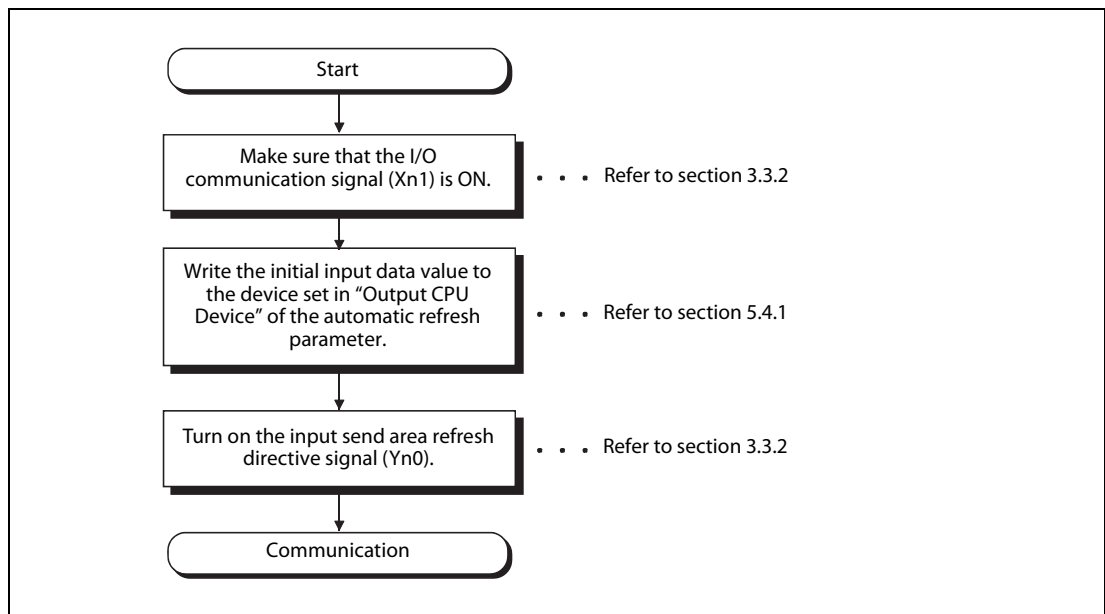 Start
Make sure that the I/O
communication signal (Xn1) is ON.
• • • Refer to section 3.3.2
Write the initial input data value to
the device set in “Output CPU
Device” of the automatic refresh
parameter.
• • • Refer to section 5.4.1
Turn on the input send area refresh
directive signal (Yn0).
• • • Refer to section 3.3.2
Communication